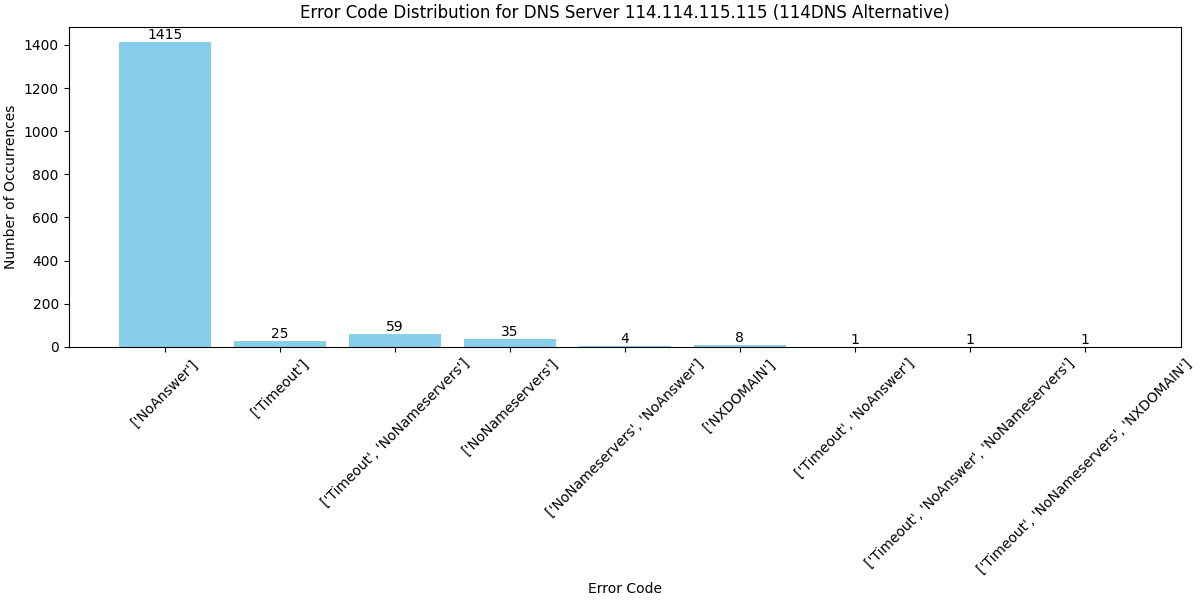 Error Code Distribution for DNS Server 114.114.115.115 (114DNS Alternative)
Number of Occurrences
1400
1200
1000
800
600
400
200
0
1415
25
59
35
4
8
1
1
1
['NoAnswer']
['Timeout']
['Timeout', 'NoNameservers']
['NoNameservers']
['NoNameservers', 'NoAnswer']
['NXDOMAIN']
['Timeout', 'NoAnswer']
['Timeout', 'NoAnswer', 'NoNameservers']
['Timeout', 'NoNameservers', 'NXDOMAIN']
Error Code